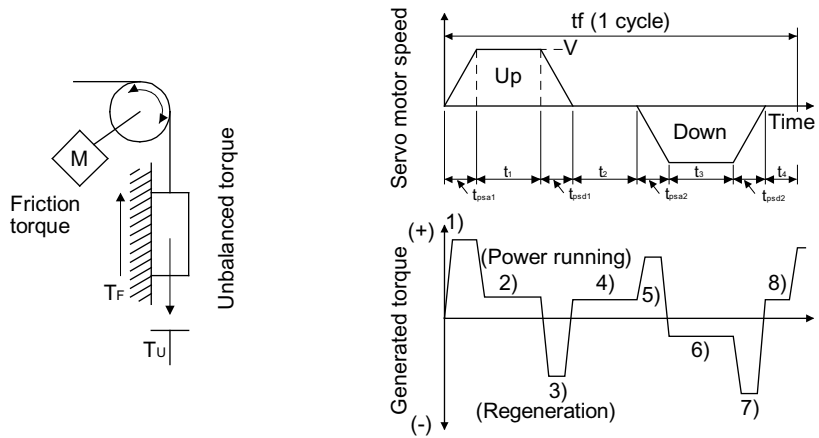 M
Friction
torque
TF
TU
Unbalanced torque
Servo motor speed
tf (1 cycle)
V
Up
Down
Time
tpsa1
t1
tpsd1
t2
tpsa2
t3
tpsd2
t4
Generated torque
(+)
(-)
1)
(Power running)
2)
4)
8)
5)
6)
3)
7)
(Regeneration)